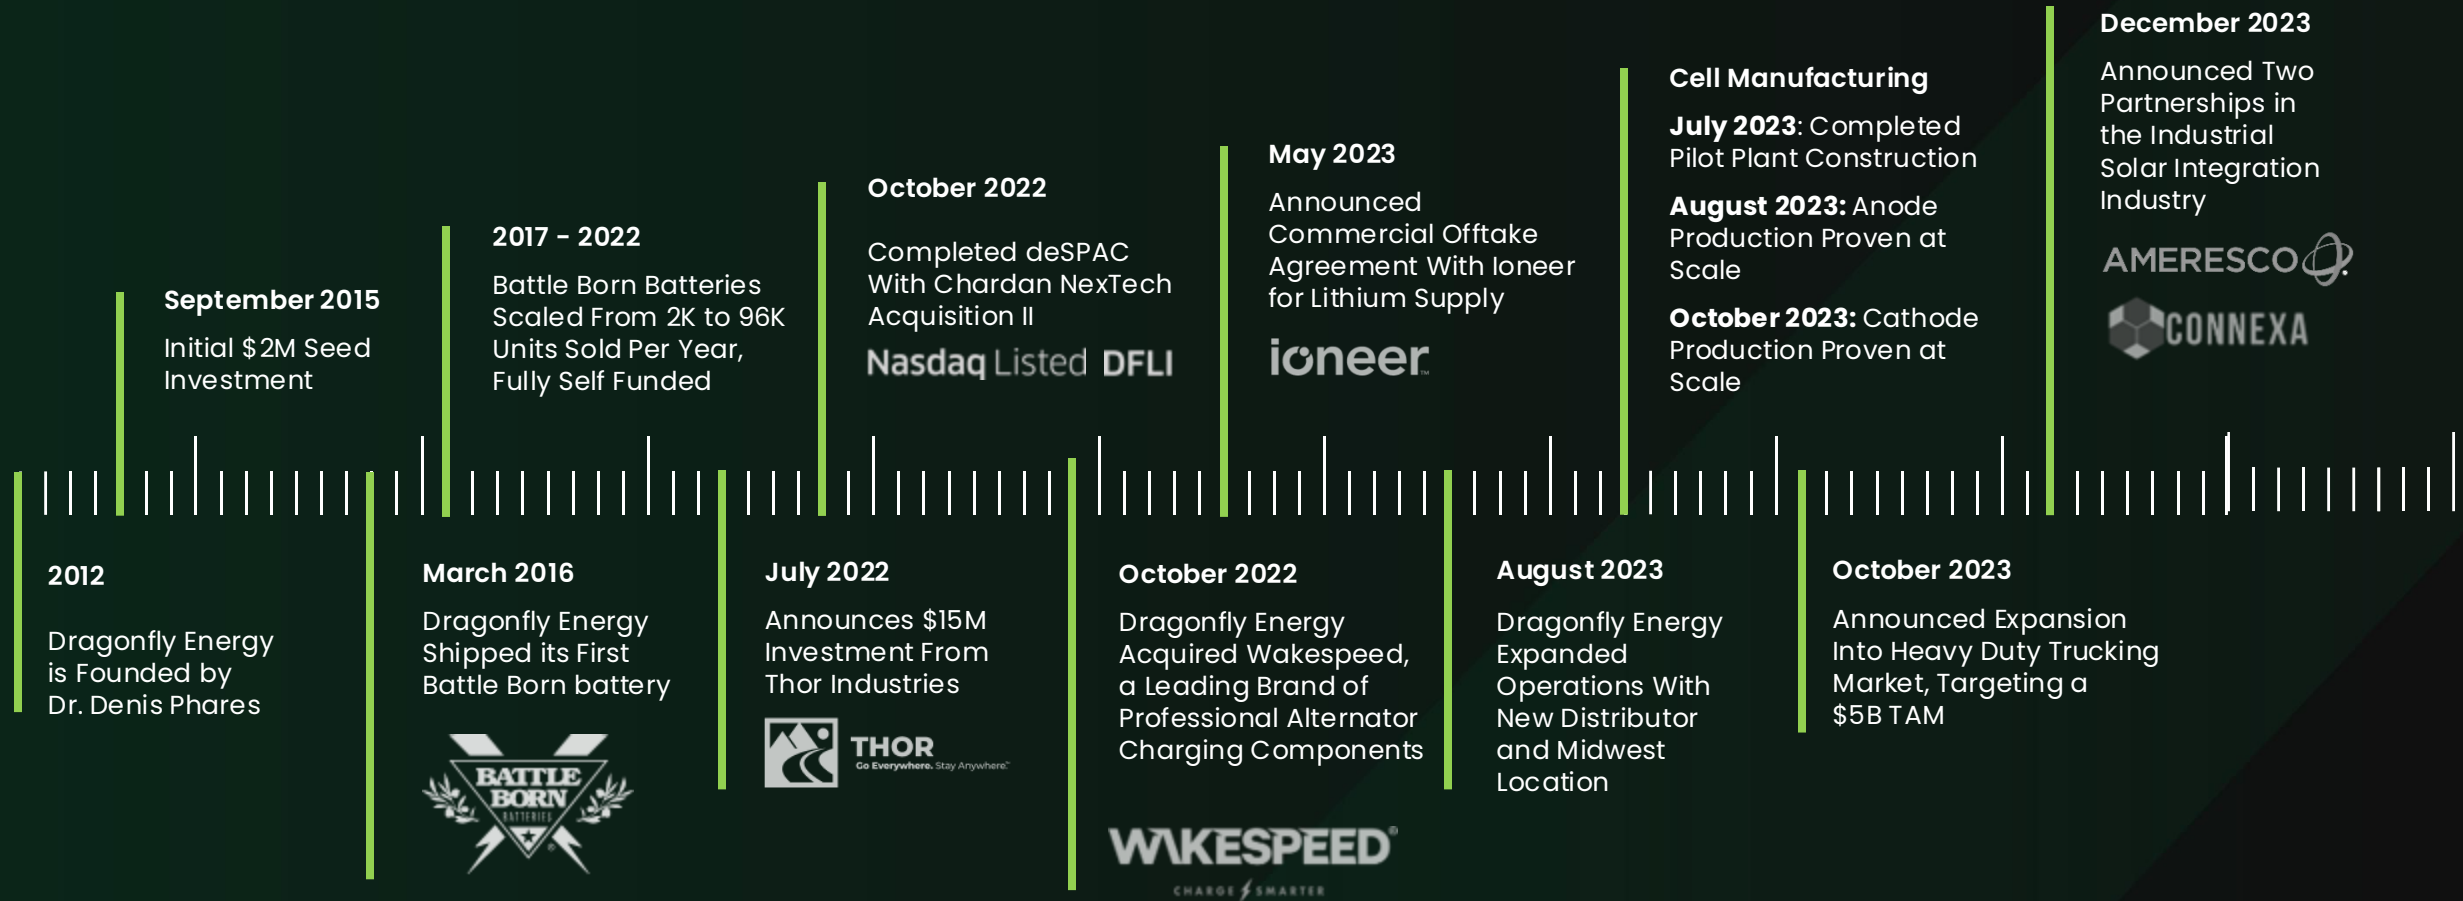 2012
Dragonfly Energy
is Founded by
Dr. Denis Phares
September 2015
Initial $2M Seed
Investment
March 2016
Dragonfly Energy
Shipped its First
Battle Born battery
BATTLE
BORN
BATTERIES
®
2017 - 2022
Battle Born Batteries
Scaled From 2K to 96K
Units Sold Per Year,
Fully Self Funded
July 2022
Announces $15M
Investment From
Thor Industries
THOR
Go Everywhere. Stay Anywhere.™
October 2022
Completed deSPAC
With Chardan NexTech
Acquisition II
Nasdaq Listed DFLI
October 2022
Dragonfly Energy
Acquired Wakespeed,
a Leading Brand of
Professional Alternator
Charging Components
WAKESPEED®
CHARGE SMARTER
May 2023
Announced
Commercial Offtake
Agreement With Ioneer
for Lithium Supply
ioneer™
August 2023
Dragonfly Energy
Expanded
Operations With
New Distributor
and Midwest
Location
Cell Manufacturing
July 2023: Completed
Pilot Plant Construction
August 2023: Anode
Production Proven at
Scale
October 2023: Cathode
Production Proven at
Scale
October 2023
Announced Expansion
Into Heavy Duty Trucking
Market, Targeting a
$5B TAM
December 2023
Announced Two
Partnerships in
the Industrial
Solar Integration
Industry
AMERESCO
CONNEXA